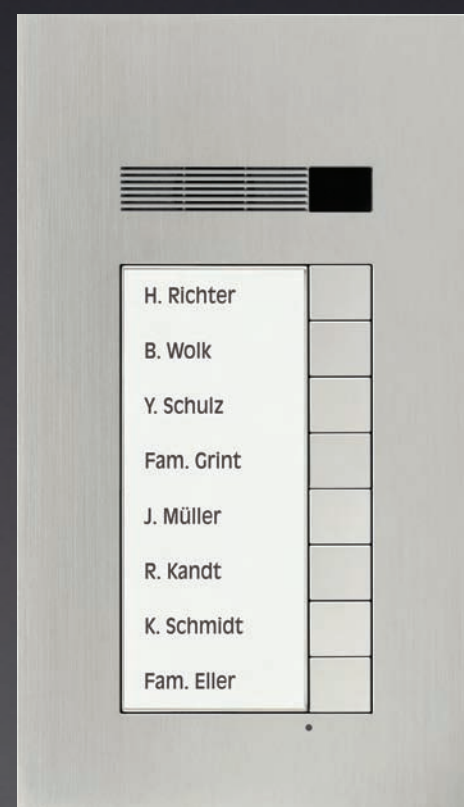 H. Richter
B. Wolk
Y. Schulz
Fam. Grint
J. Müller
R. Kandt
K. Schmidt
Fam. Eller